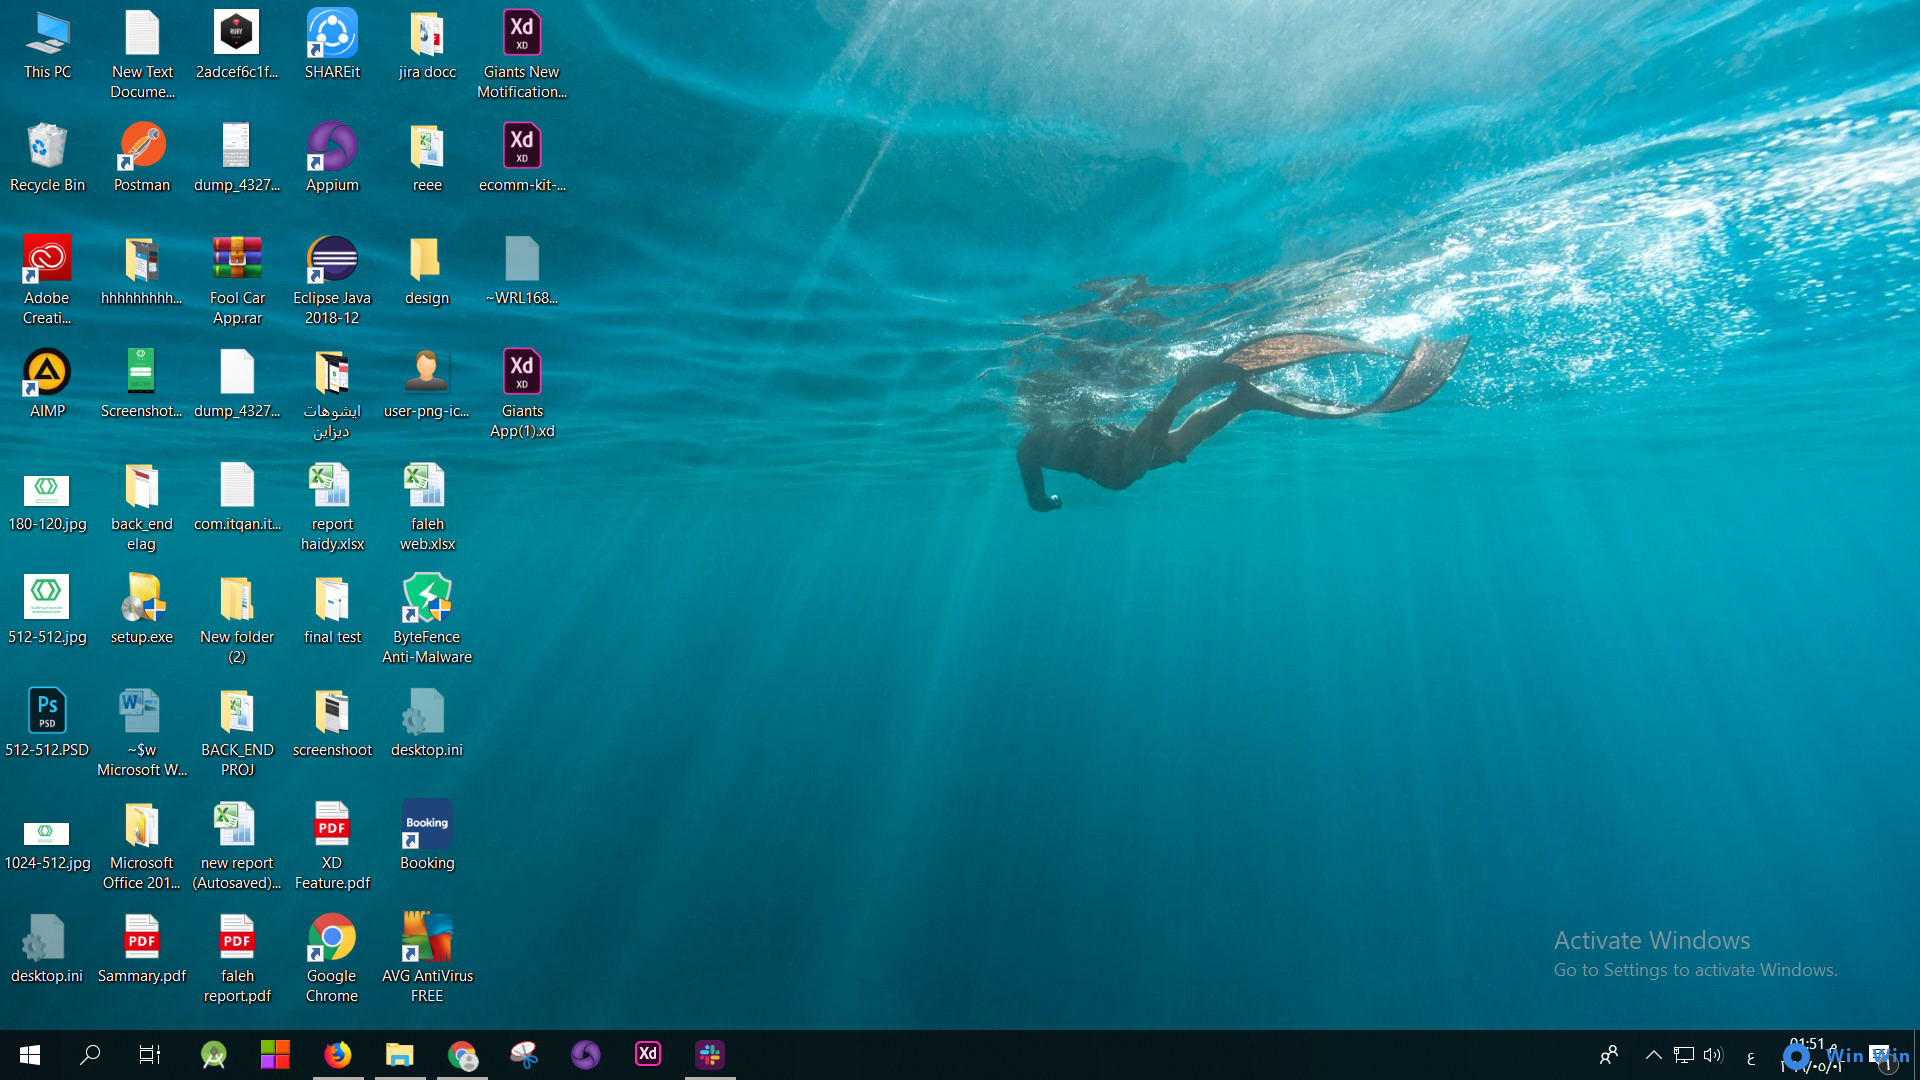 This PC
New Text
Docume...
2adcef6c1f...
SHAREit
jira docc
Giants New
Motification...
Recycle Bin
Postman
dump_4327...
Appium
reee
ecomm-kit-...
Adobe
Creati...
hhhhhhhhh...
Fool Car
App.rar
Eclipse Java
2018-12
design
~WRL168...
AIMP
Screenshot...
dump_4327...
ايشوهات
ديزاين
user-png-ic...
Giants
App(1).xd
180-120.jpg
back_end
elag
com.itqan.it...
report
haidy.xlsx
faleh
web.xlsx
512-512.jpg
setup.exe
New folder
(2)
final test
ByteFence
Anti-Malware
512-512.PSD
~$w
Microsoft W...
BACK_END
PROJ
screenshoot
desktop.ini
1024-512.jpg
Microsoft
Office 201...
new report
(Autosaved)...
XD
Feature.pdf
Booking
Booking
desktop.ini
Sammary.pdf
faleh
report.pdf
Google
Chrome
AVG AntiVirus
FREE
Activate Windows
Go to Settings to activate Windows.
ع
01:51
Win Win